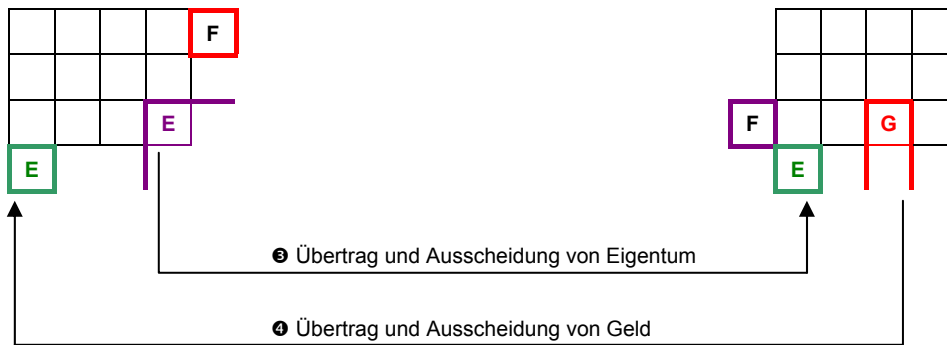 F
E
F
G
E
E
❸ Übertrag und Ausscheidung von Eigentum
❹ Übertrag und Ausscheidung von Geld